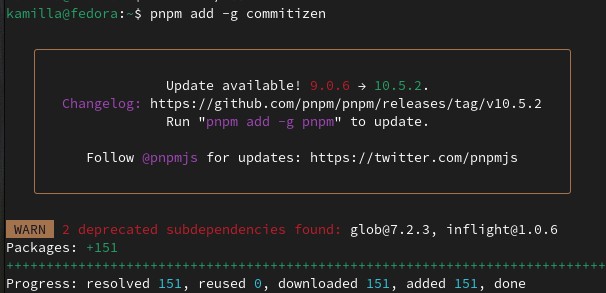 kamilla@fedora:~$ pnpm add -g commitizen
Update available! 9.0.6 → 10.5.2.
Changelog: https://github.com/pnpm/pnpm/releases/tag/v10.5.2
Run "pnpm add -g pnpm" to update.
Follow @pnpmjs for updates: https://twitter.com/pnpmjs
WARN 2 deprecated subdependencies found: glob@7.2.3, inflight@1.0.6
Packages: +151
++++++++++++++++++++++++++++++++++++++++++++++++++++++++++++++++++++++++++++
Progress: resolved 151, reused 0, downloaded 151, added 151, done